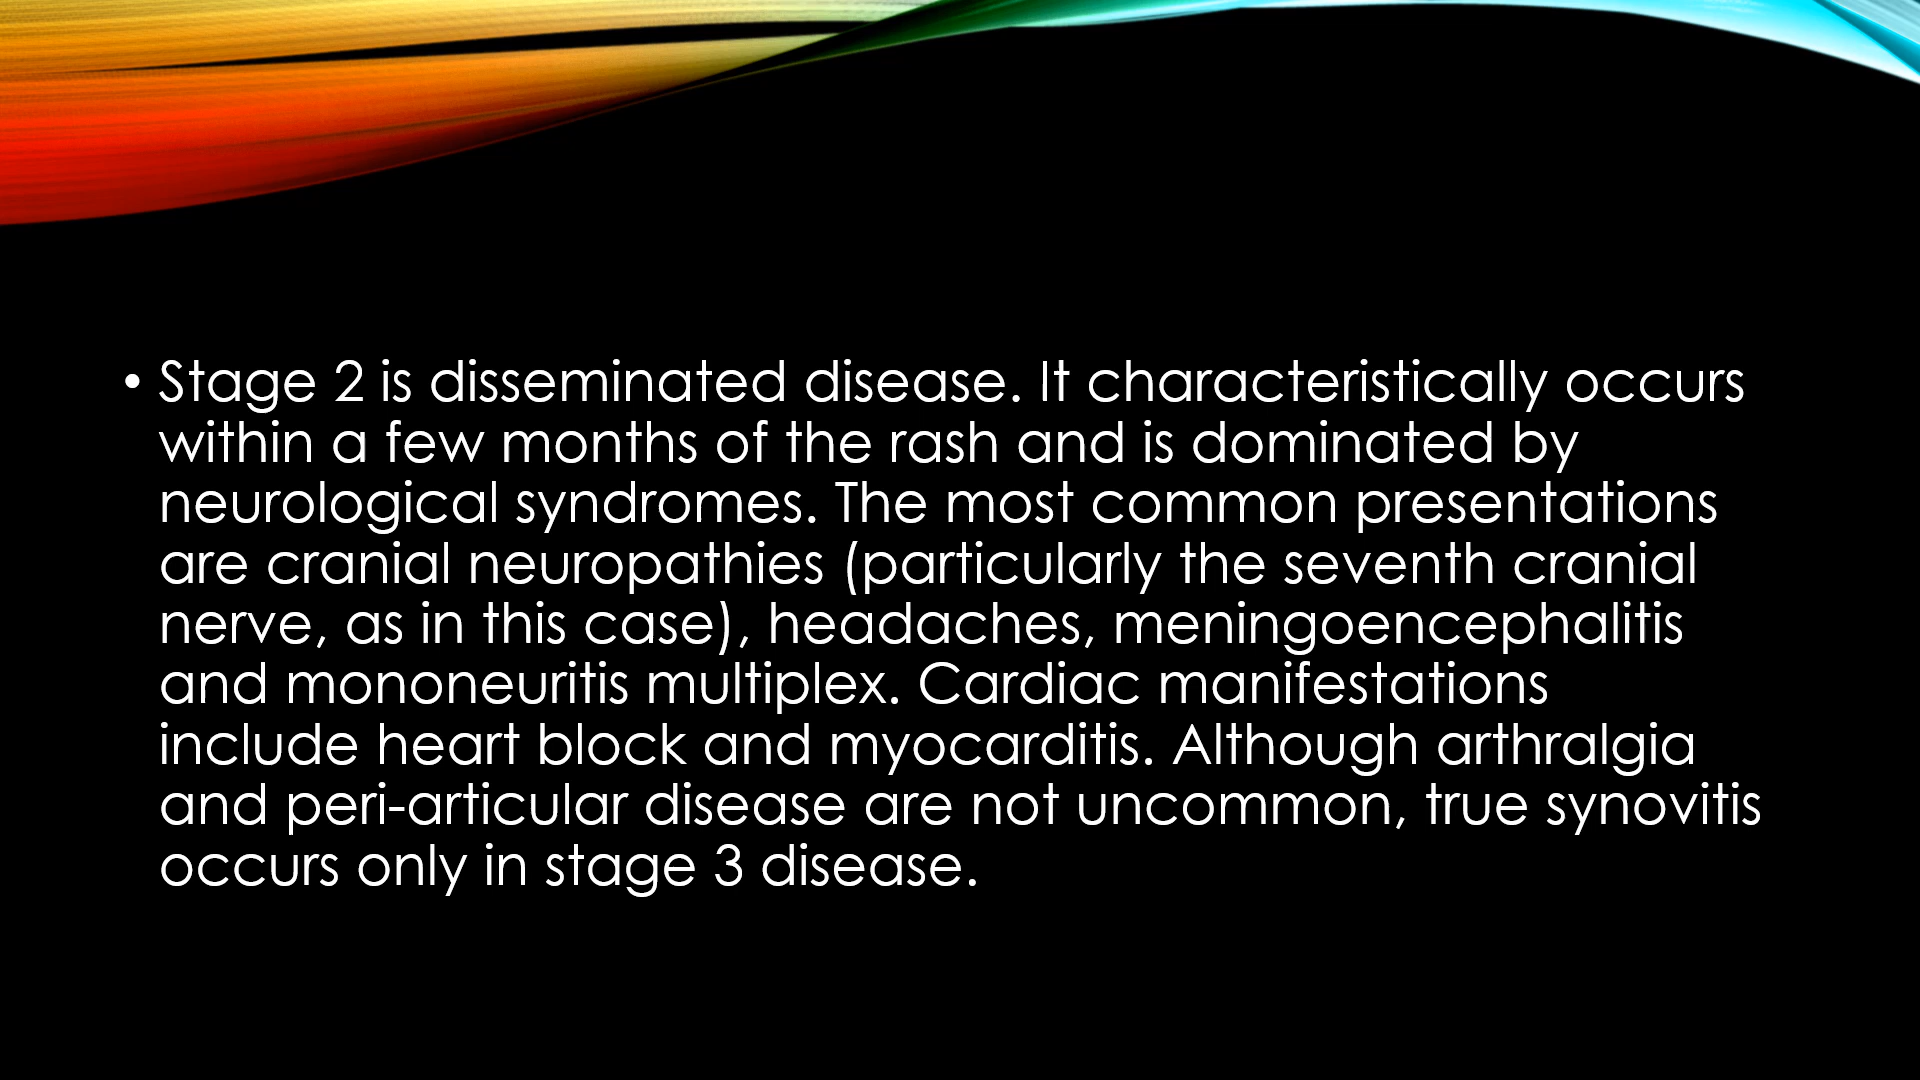 • Stage 2 is disseminated disease. It characteristically occurs
within a few months of the rash and is dominated by
neurological syndromes. The most common presentations
are cranial neuropathies (particularly the seventh cranial
nerve, as in this case), headaches, meningoencephalitis
and mononeuritis multiplex. Cardiac manifestations
include heart block and myocarditis. Although arthralgia
and peri-articular disease are not uncommon, true synovitis
occurs only in stage 3 disease.